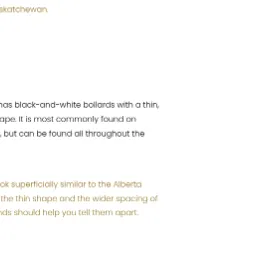 skatchewan.
has black-and-white bollards with a thin,
ape. It is most commonly found on
, but can be found all throughout the
ok superficially similar to the Alberta
the thin shape and the wider spacing of
nds should help you tell them apart.